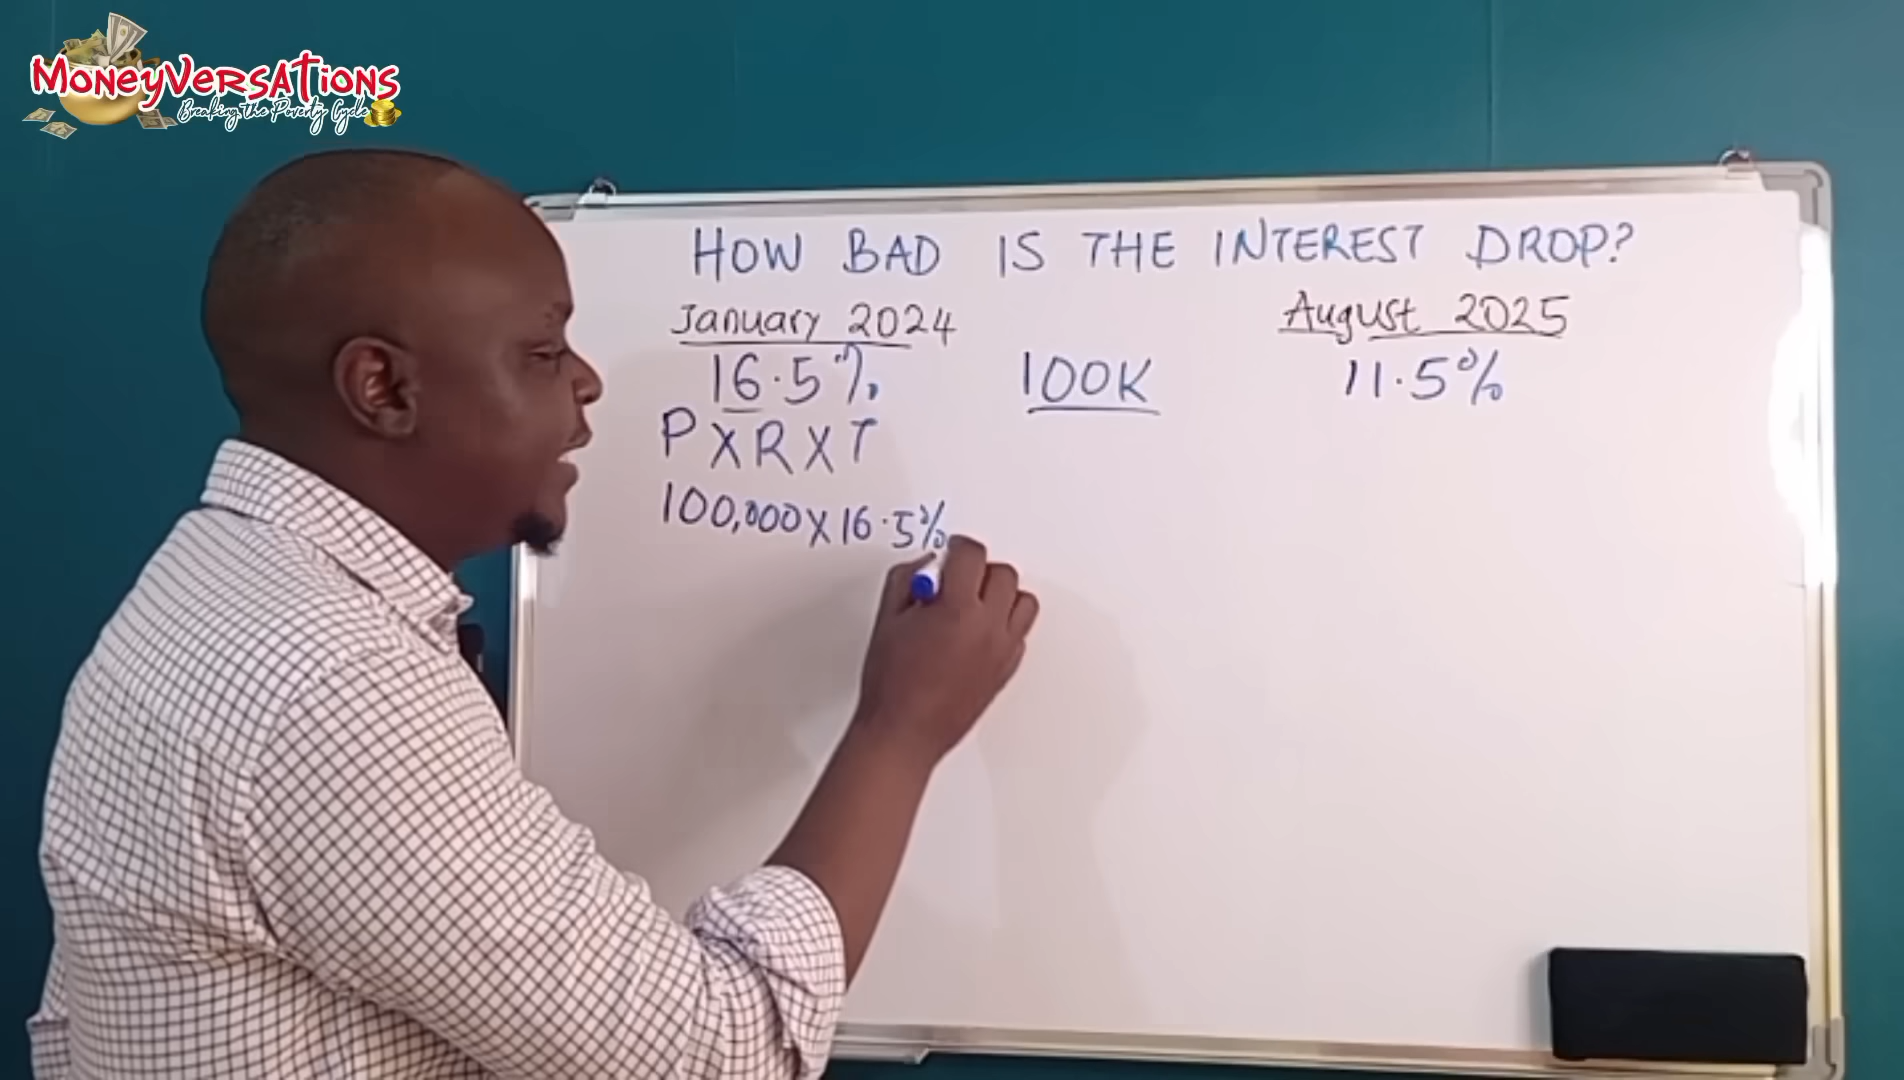 MoneyVersations
Breaking the Poverty Cycle
HOW BAD IS THE INTEREST DROP?
January 2024
August 2025
16.5%
100K
11.5%
P X R X T
100,000 X 16.5%